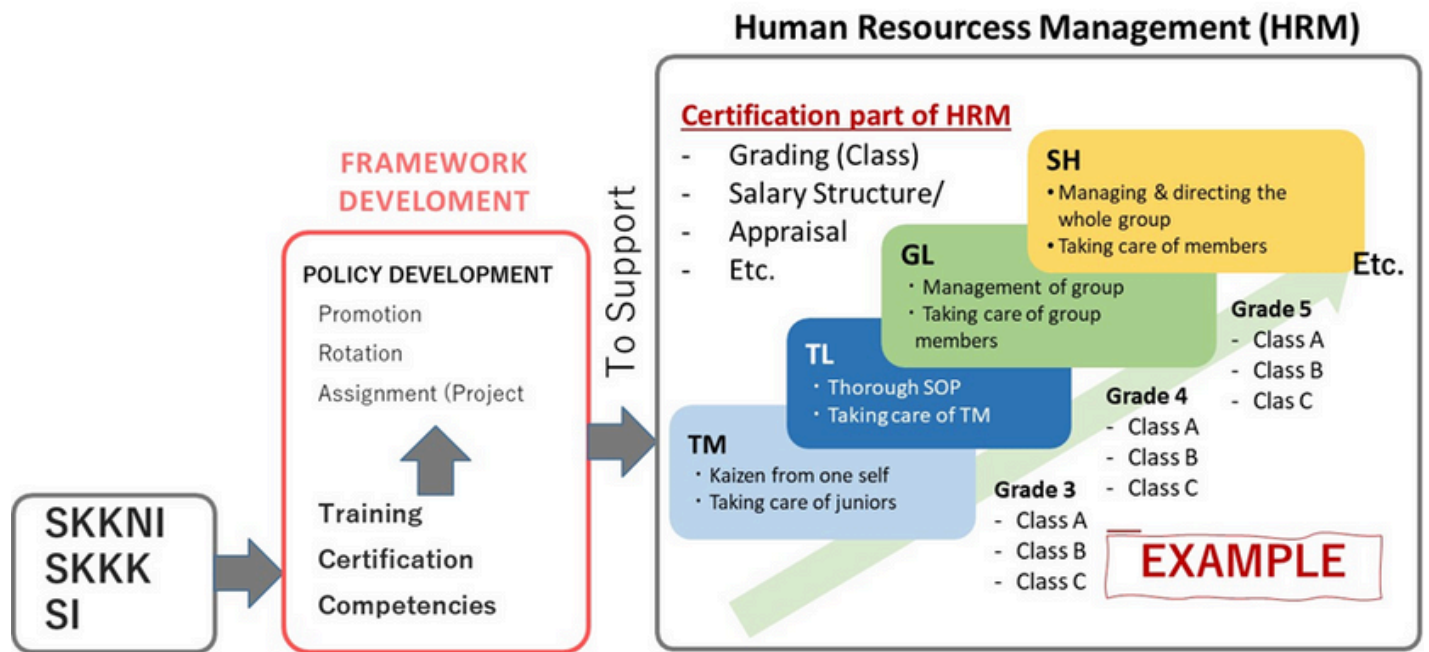 Human Resourcess Management (HRM)
SKKNI
SKKK
SI
FRAMEWORK
DEVELOMENT
POLICY DEVELOPMENT
Promotion
Rotation
Assignment (Project
Training
Certification
Competencies
To Support
Certification part of HRM
- Grading (Class)
- Salary Structure/
- Appraisal
- Etc.
TM
・Kaizen from one self
・Taking care of juniors
TL
・Thorough SOP
・Taking care of TM
GL
・Management of group
・Taking care of group
members
SH
• Managing & directing the
whole group
• Taking care of members
Etc.
Grade 3
- Class A
- Class B
- Class C
Grade 4
- Class A
- Class B
- Class C
Grade 5
- Class A
- Class B
- Clas C
EXAMPLE